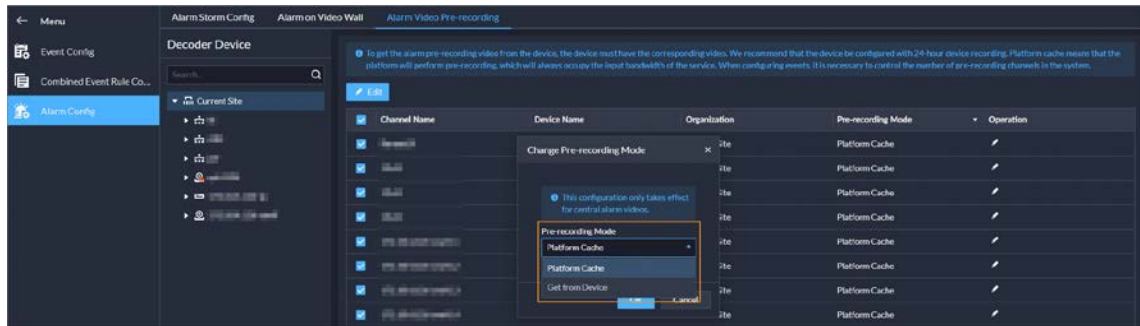 Menu
Event Config
Combined Event Rule Co...
Alarm Config
Alarm Storm Config
Alarm on Video Wall
Alarm Video Pre-recording
Decoder Device
Search...
Current Site
To get the alarm pre-recording video from the device, the device must have the corresponding video. We recommend that the device be configured with 24-hour device recording. Platform cache means that the
platform will perform pre-recording, which will always occupy the input bandwidth of the service. When configuring events, it is necessary to control the number of pre-recording channels in the system.
Edit
Channel Name Device Name Organization Pre-recording Mode Operation
Platform Cache
Platform Cache
Platform Cache
Platform Cache
Platform Cache
Platform Cache
Platform Cache
Platform Cache
Change Pre-recording Mode
This configuration only takes effect
for central alarm videos.
Pre-recording Mode
Platform Cache
Platform Cache
Get from Device
Cancel